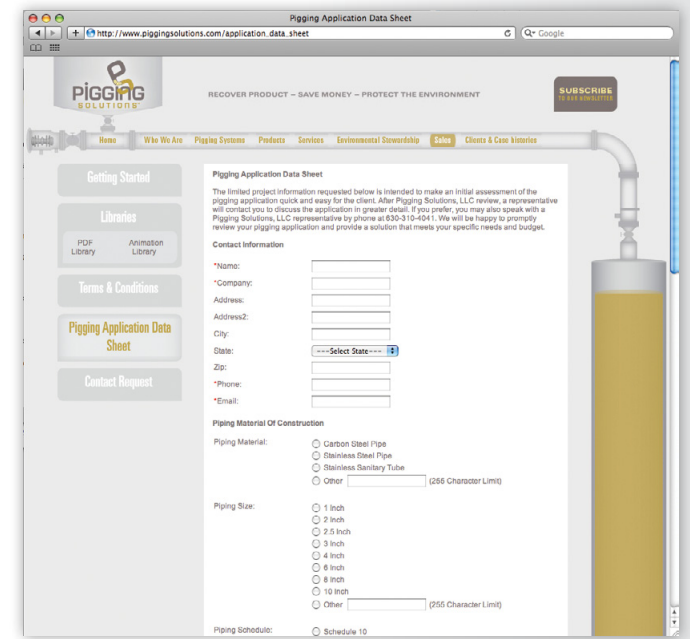 Pigging Application Data Sheet
http://www.piggingsolutions.com/application_data_sheet
Google
PiGGiNG
SOLUTIONS
RECOVER PRODUCT – SAVE MONEY – PROTECT THE ENVIRONMENT
SUBSCRIBE
TO OUR NEWSLETTER
Home Who We Are Pigging Systems Products Services Environmental Stewardship Sales Clients & Case histories
Getting Started
Libraries
PDF Library
Animation Library
Terms & Conditions
Pigging Application Data
Sheet
Contact Request
Pigging Application Data Sheet
The limited project information requested below is intended to make an initial assessment of the
pigging application quick and easy for the client. After Pigging Solutions, LLC review, a representative
will contact you to discuss the application in greater detail. If you prefer, you may also speak with a
Pigging Solutions, LLC representative by phone at 630-310-4041. We will be happy to promptly
review your pigging application and provide a solution that meets your specific needs and budget.
Contact Information
*Name:
*Company:
Address:
Address2:
City:
State: ---Select State---
Zip:
*Phone:
*Email:
Piping Material Of Construction
Piping Material: Carbon Steel Pipe
Stainless Steel Pipe
Stainless Sanitary Tube
Other (255 Character Limit)
Piping Size: 1 Inch
2 Inch
2.5 Inch
3 Inch
4 Inch
6 Inch
8 Inch
10 Inch
Other (255 Character Limit)
Piping Schedule: Schedule 10